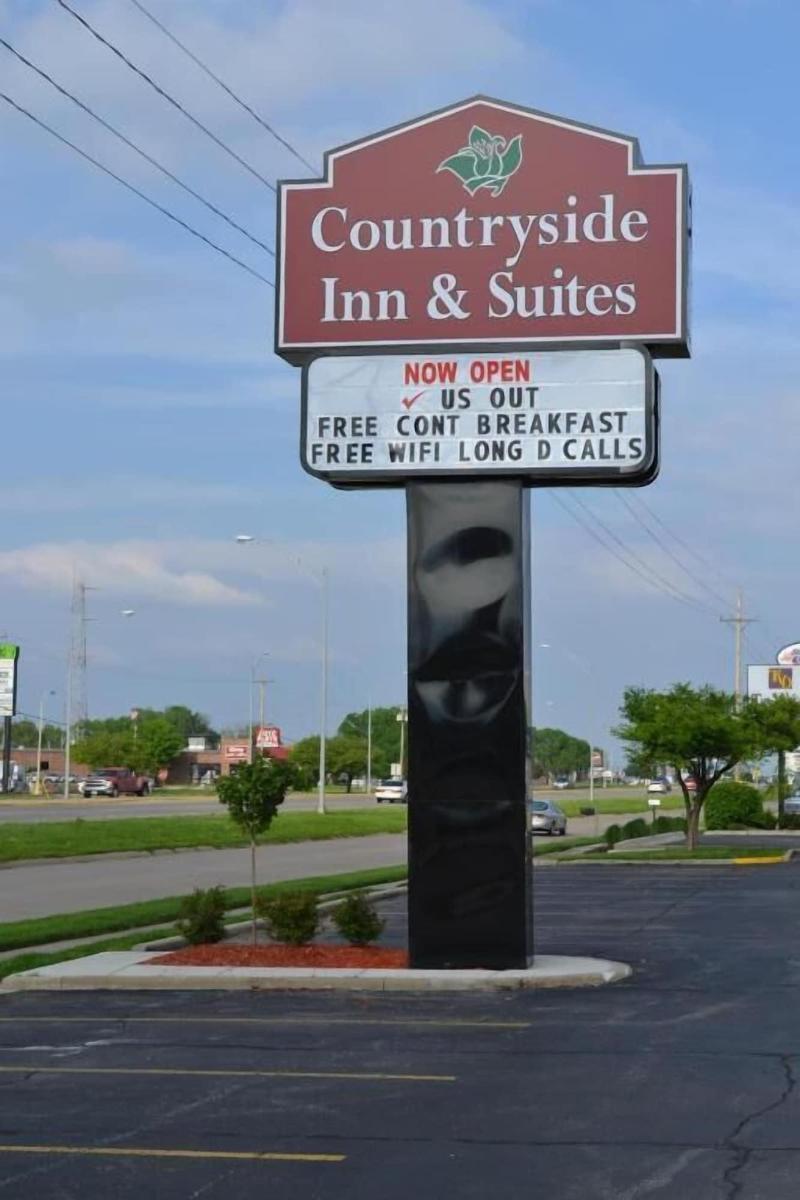 Countryside
Inn & Suites
NOW OPEN
✓ US OUT
FREE CONT BREAKFAST
FREE WIFI LONG D CALLS